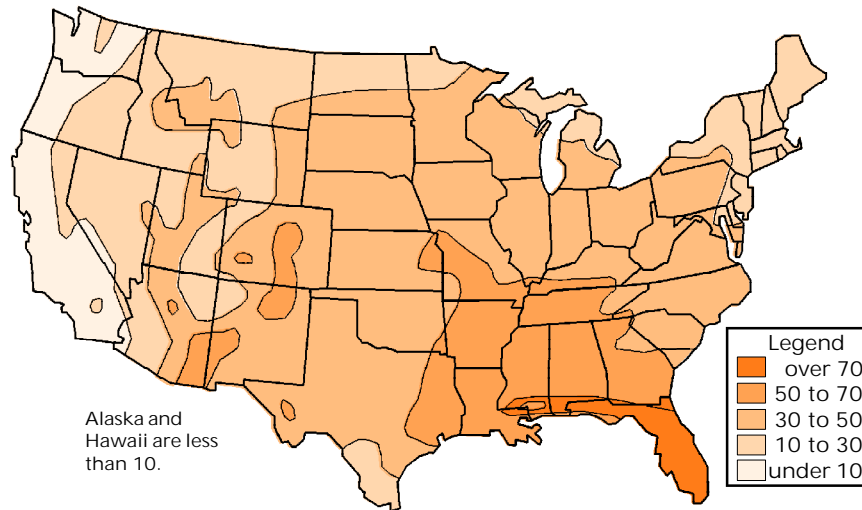 Alaska and
Hawaii are less
than 10.
Legend
over 70
50 to 70
30 to 50
10 to 30
under 10